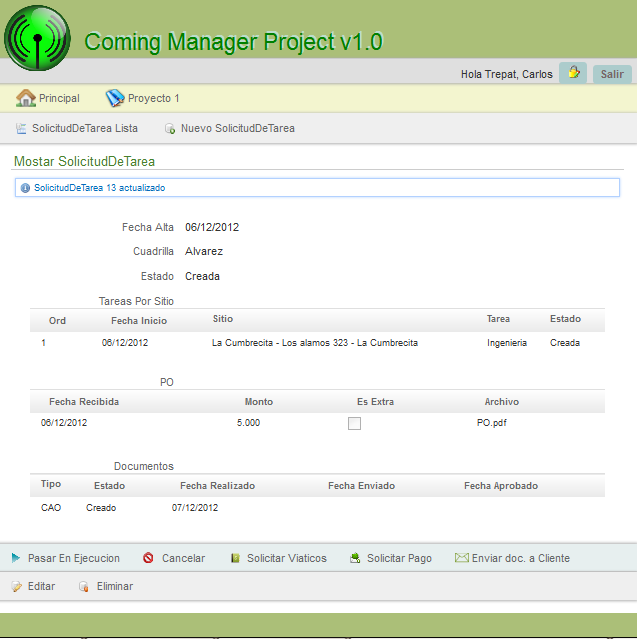 Coming Manager Project v1.0
Hola Trepat, Carlos Salir
Principal Proyecto 1
SolicitudDeTarea Lista Nuevo SolicitudDeTarea
Mostar SolicitudDeTarea
SolicitudDeTarea 13 actualizado
Fecha Alta 06/12/2012
Cuadrilla Alvarez
Estado Creada
Tareas Por Sitio
Ord Fecha Inicio Sitio Tarea Estado
1 06/12/2012 La Cumbrecita - Los alamos 323 - La Cumbrecita Ingenieria Creada
PO
Fecha Recibida Monto Es Extra Archivo
06/12/2012 5.000 PO.pdf
Documentos
Tipo Estado Fecha Realizado Fecha Enviado Fecha Aprobado
CAO Creado 07/12/2012
Pasar En Ejecucion Cancelar Solicitar Viaticos Solicitar Pago Enviar doc. a Cliente
Editar Eliminar